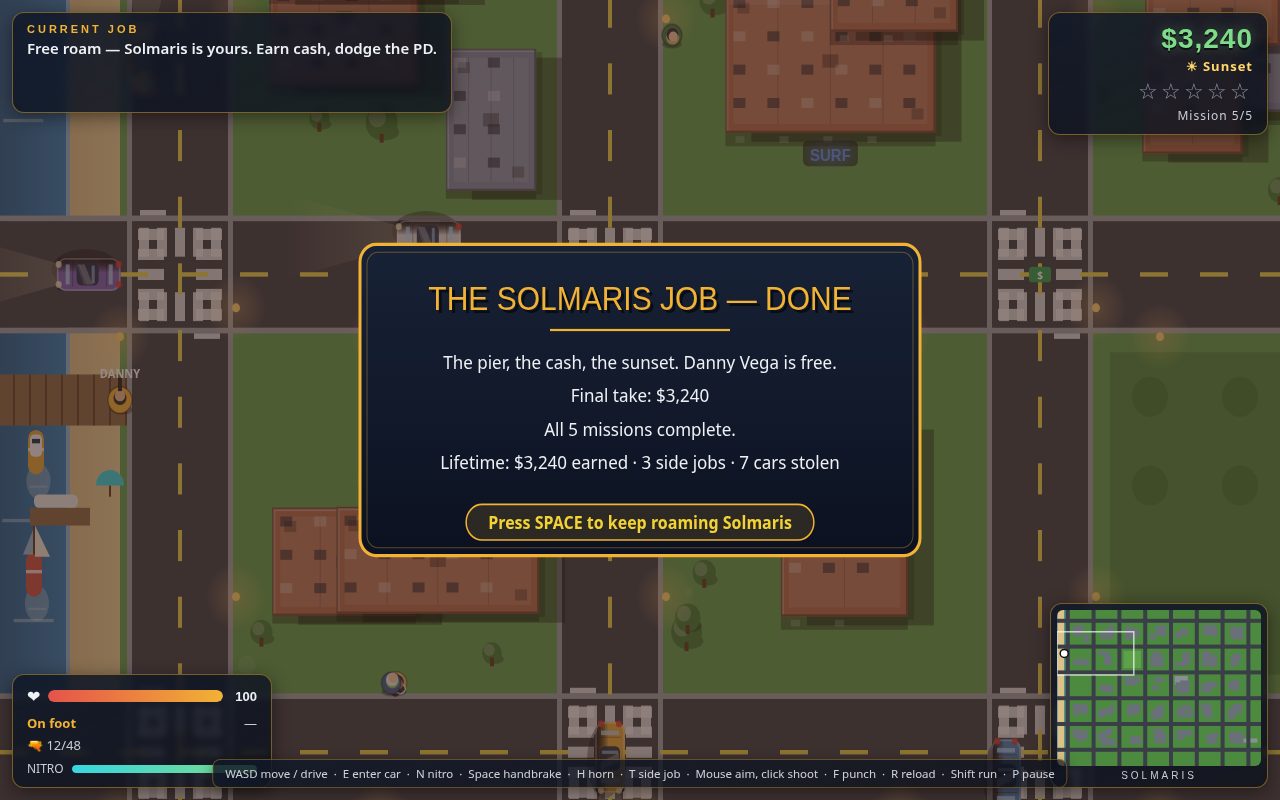 CURRENT JOB
Free roam — Solmaris is yours. Earn cash, dodge the PD.
$3,240
☀ Sunset
☆☆☆☆☆
Mission 5/5
SURF
$
DANNY
THE SOLMARIS JOB — DONE
The pier, the cash, the sunset. Danny Vega is free.
Final take: $3,240
All 5 missions complete.
Lifetime: $3,240 earned · 3 side jobs · 7 cars stolen
Press SPACE to keep roaming Solmaris
❤ 100
On foot —
🔫 12/48
NITRO
WASD move / drive · E enter car · N nitro · Space handbrake · H horn · T side job · Mouse aim, click shoot · F punch · R reload · Shift run · P pause
SOLMARIS